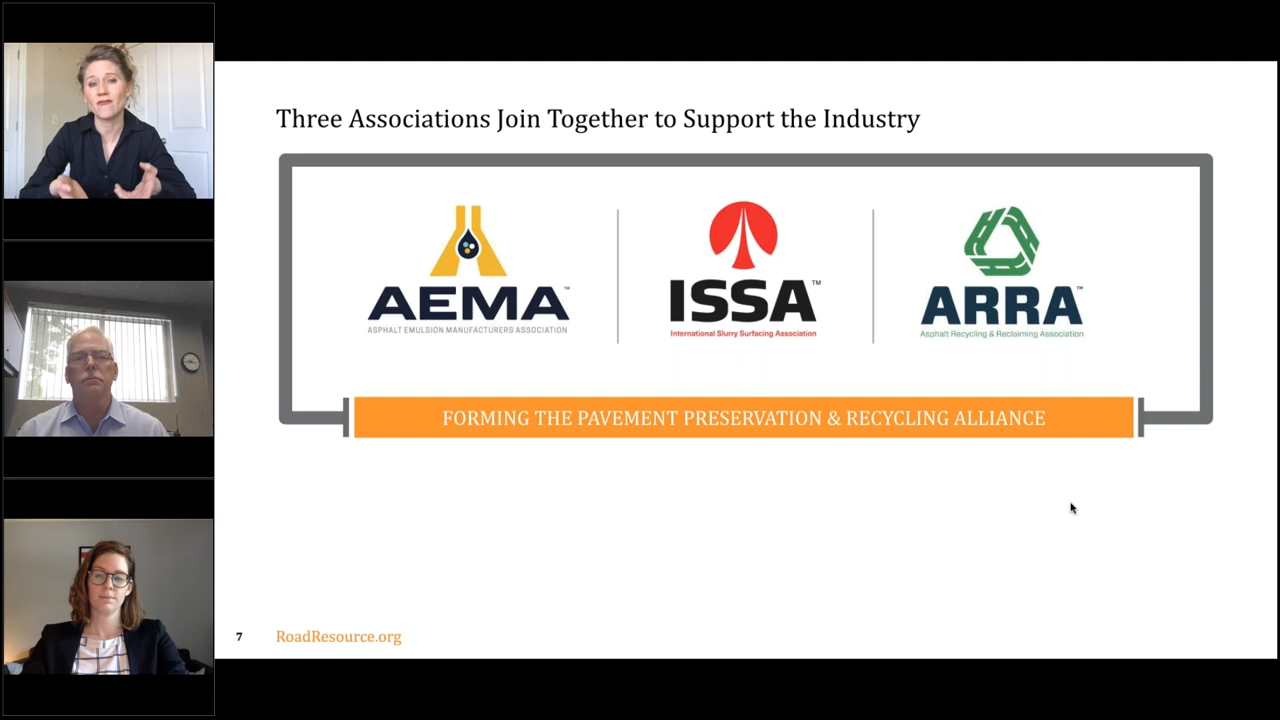 Three Associations Join Together to Support the Industry
AEMA™
ASPHALT EMULSION MANUFACTURERS ASSOCIATION
ISSA™
International Slurry Surfacing Association
ARRA™
Asphalt Recycling & Reclaiming Association
FORMING THE PAVEMENT PRESERVATION & RECYCLING ALLIANCE
7 RoadResource.org